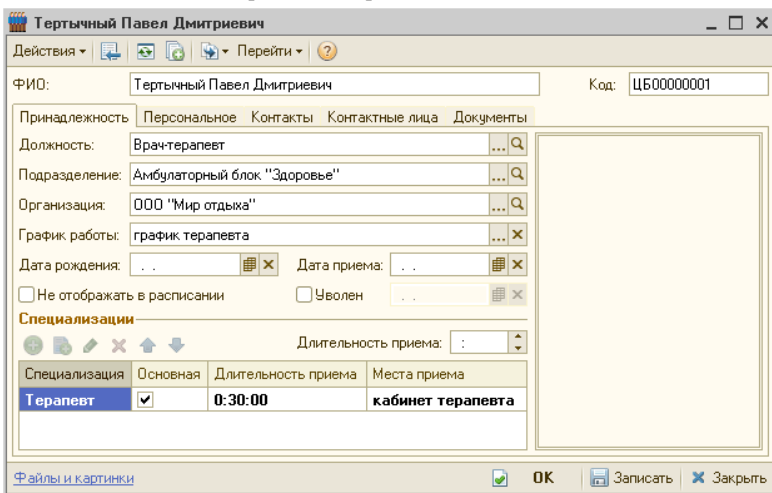 Тертычный Павел Дмитриевич
Действия Перейти
ФИО: Тертычный Павел Дмитриевич Код: ЦБ00000001
Принадлежность Персональное Контакты Контактные лица Документы
Должность: Врач-терапевт
Подразделение: Амбулаторный блок "Здоровье"
Организация: ООО "Мир отдыха"
График работы: график терапевта
Дата рождения: . . Дата приема: . .
Не отображать в расписании Уволен . .
Специализации
Длительность приема: :
Специализация Основная Длительность приема Места приема
Терапевт 0:30:00 кабинет терапевта
Файлы и картинки OK Записать Закрыть